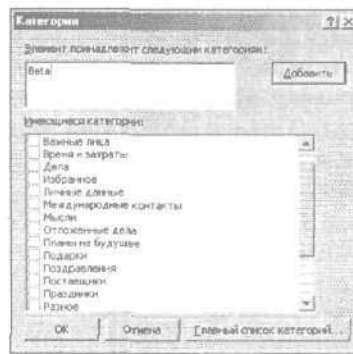 Категории
Элемент принадлежит следующим категориям:
Beta
Добавить
Имеющиеся категории:
Важные лица
Время и затраты
Дела
Избранное
Личные данные
Международные контакты
Мысли
Отложенные дела
Планы на будущее
Подарки
Поздравления
Поставщики
Праздники
Разное
ОК
Отмена
Главный список категорий...